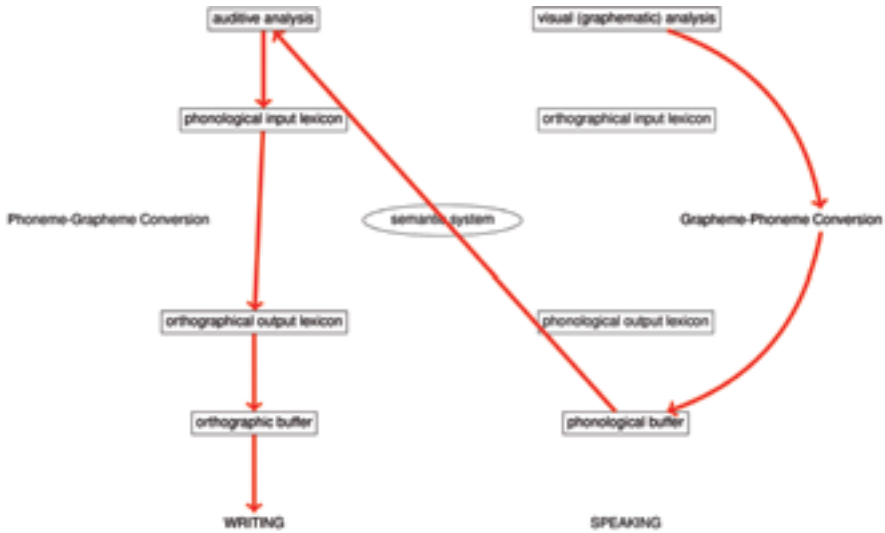 auditive analysis
visual (graphematic) analysis
phonological input lexicon
orthographical input lexicon
Phoneme-Grapheme Conversion
semantic system
Grapheme-Phoneme Conversion
orthographical output lexicon
phonological output lexicon
orthographic buffer
phonological buffer
WRITING
SPEAKING